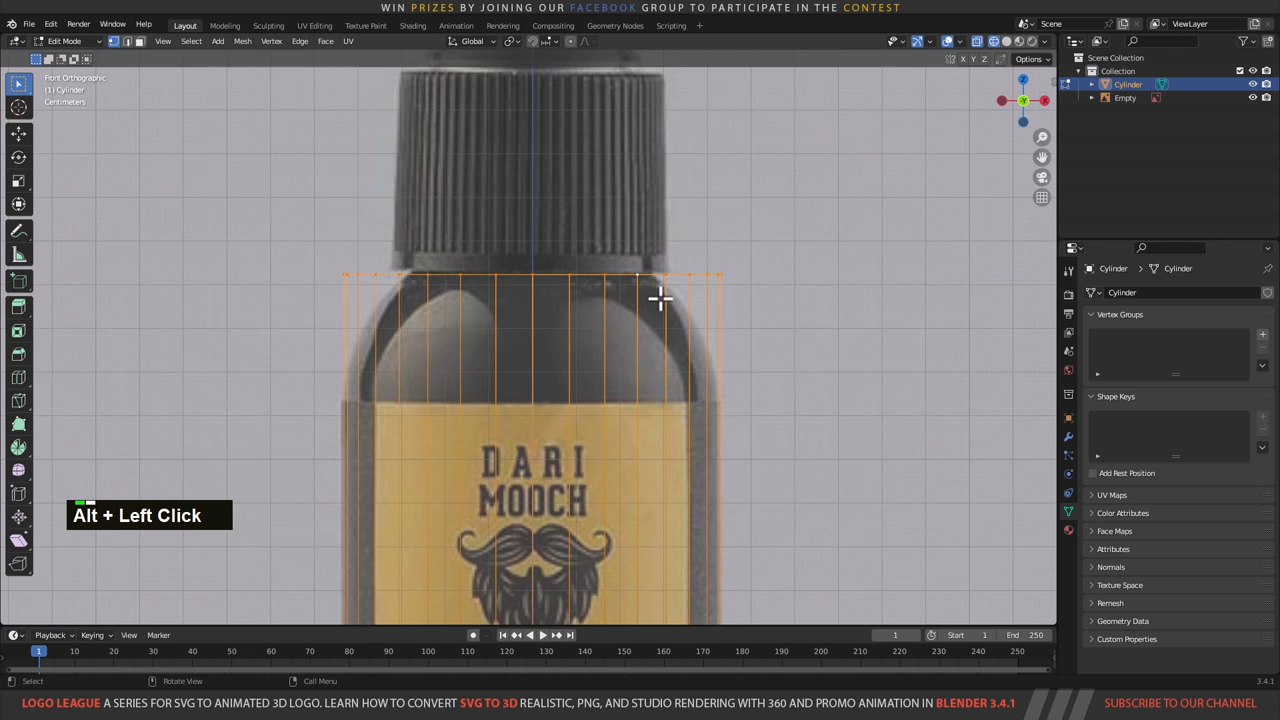 WIN PRIZES BY JOINING OUR FACEBOOK GROUP TO PARTICIPATE IN THE CONTEST
File Edit Render Window Help Layout Modeling Sculpting UV Editing Texture Paint Shading Animation Rendering Compositing Geometry Nodes Scripting + Scene ViewLayer
Edit Mode View Select Add Mesh Vertex Edge Face UV Global
X Y Z Options
Front Orthographic
(1) Cylinder
Centimeters
Z
-Y
X
Scene Collection
Collection
Cylinder
Empty
Cylinder > Cylinder
Cylinder
Vertex Groups
Shape Keys
Add Rest Position
UV Maps
Color Attributes
Face Maps
Attributes
Normals
Texture Space
Remesh
Geometry Data
Custom Properties
DARI
MOOCH
Alt + Left Click
Playback Keying View Marker 1 Start 1 End 250
1 10 20 30 40 50 60 70 80 90 100 110 120 130 140 150 160 170 180 190 200 210 220 230 240 250
Select Rotate View Call Menu 3.4.1
LOGO LEAGUE A SERIES FOR SVG TO ANIMATED 3D LOGO. LEARN HOW TO CONVERT SVG TO 3D REALISTIC, PNG, AND STUDIO RENDERING WITH 360 AND PROMO ANIMATION IN BLENDER 3.4.1 SUBSCRIBE TO OUR CHANNEL